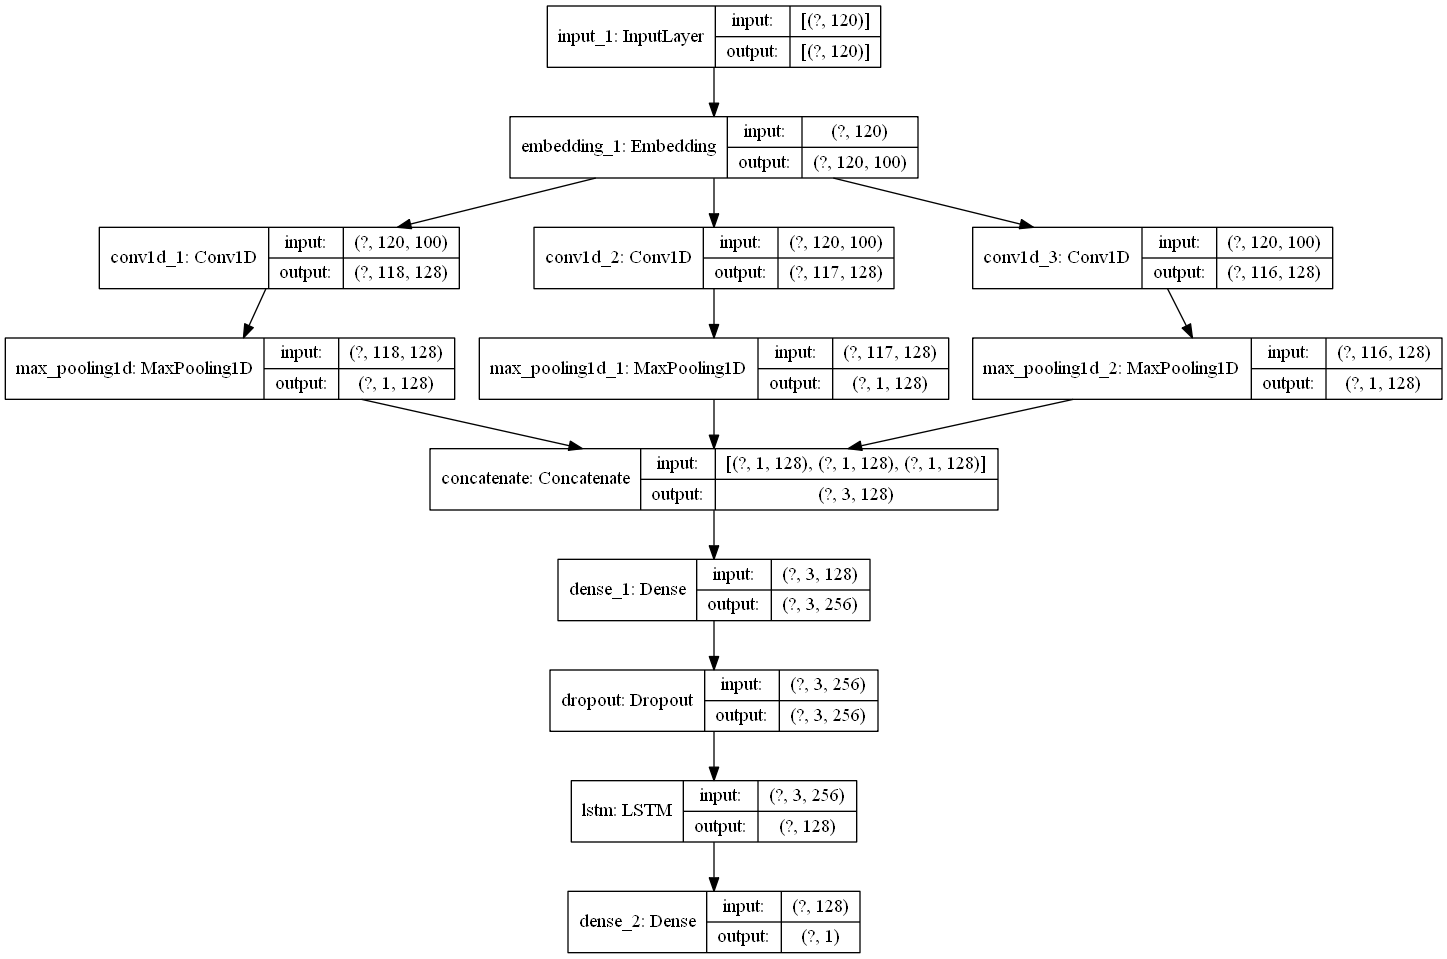 input_1: InputLayer
input: [(?, 120)]
output: [(?, 120)]
embedding_1: Embedding
input: (?, 120)
output: (?, 120, 100)
conv1d_1: Conv1D
input: (?, 120, 100)
output: (?, 118, 128)
conv1d_2: Conv1D
input: (?, 120, 100)
output: (?, 117, 128)
conv1d_3: Conv1D
input: (?, 120, 100)
output: (?, 116, 128)
max_pooling1d: MaxPooling1D
input: (?, 118, 128)
output: (?, 1, 128)
max_pooling1d_1: MaxPooling1D
input: (?, 117, 128)
output: (?, 1, 128)
max_pooling1d_2: MaxPooling1D
input: (?, 116, 128)
output: (?, 1, 128)
concatenate: Concatenate
input: [(?, 1, 128), (?, 1, 128), (?, 1, 128)]
output: (?, 3, 128)
dense_1: Dense
input: (?, 3, 128)
output: (?, 3, 256)
dropout: Dropout
input: (?, 3, 256)
output: (?, 3, 256)
lstm: LSTM
input: (?, 3, 256)
output: (?, 128)
dense_2: Dense
input: (?, 128)
output: (?, 1)